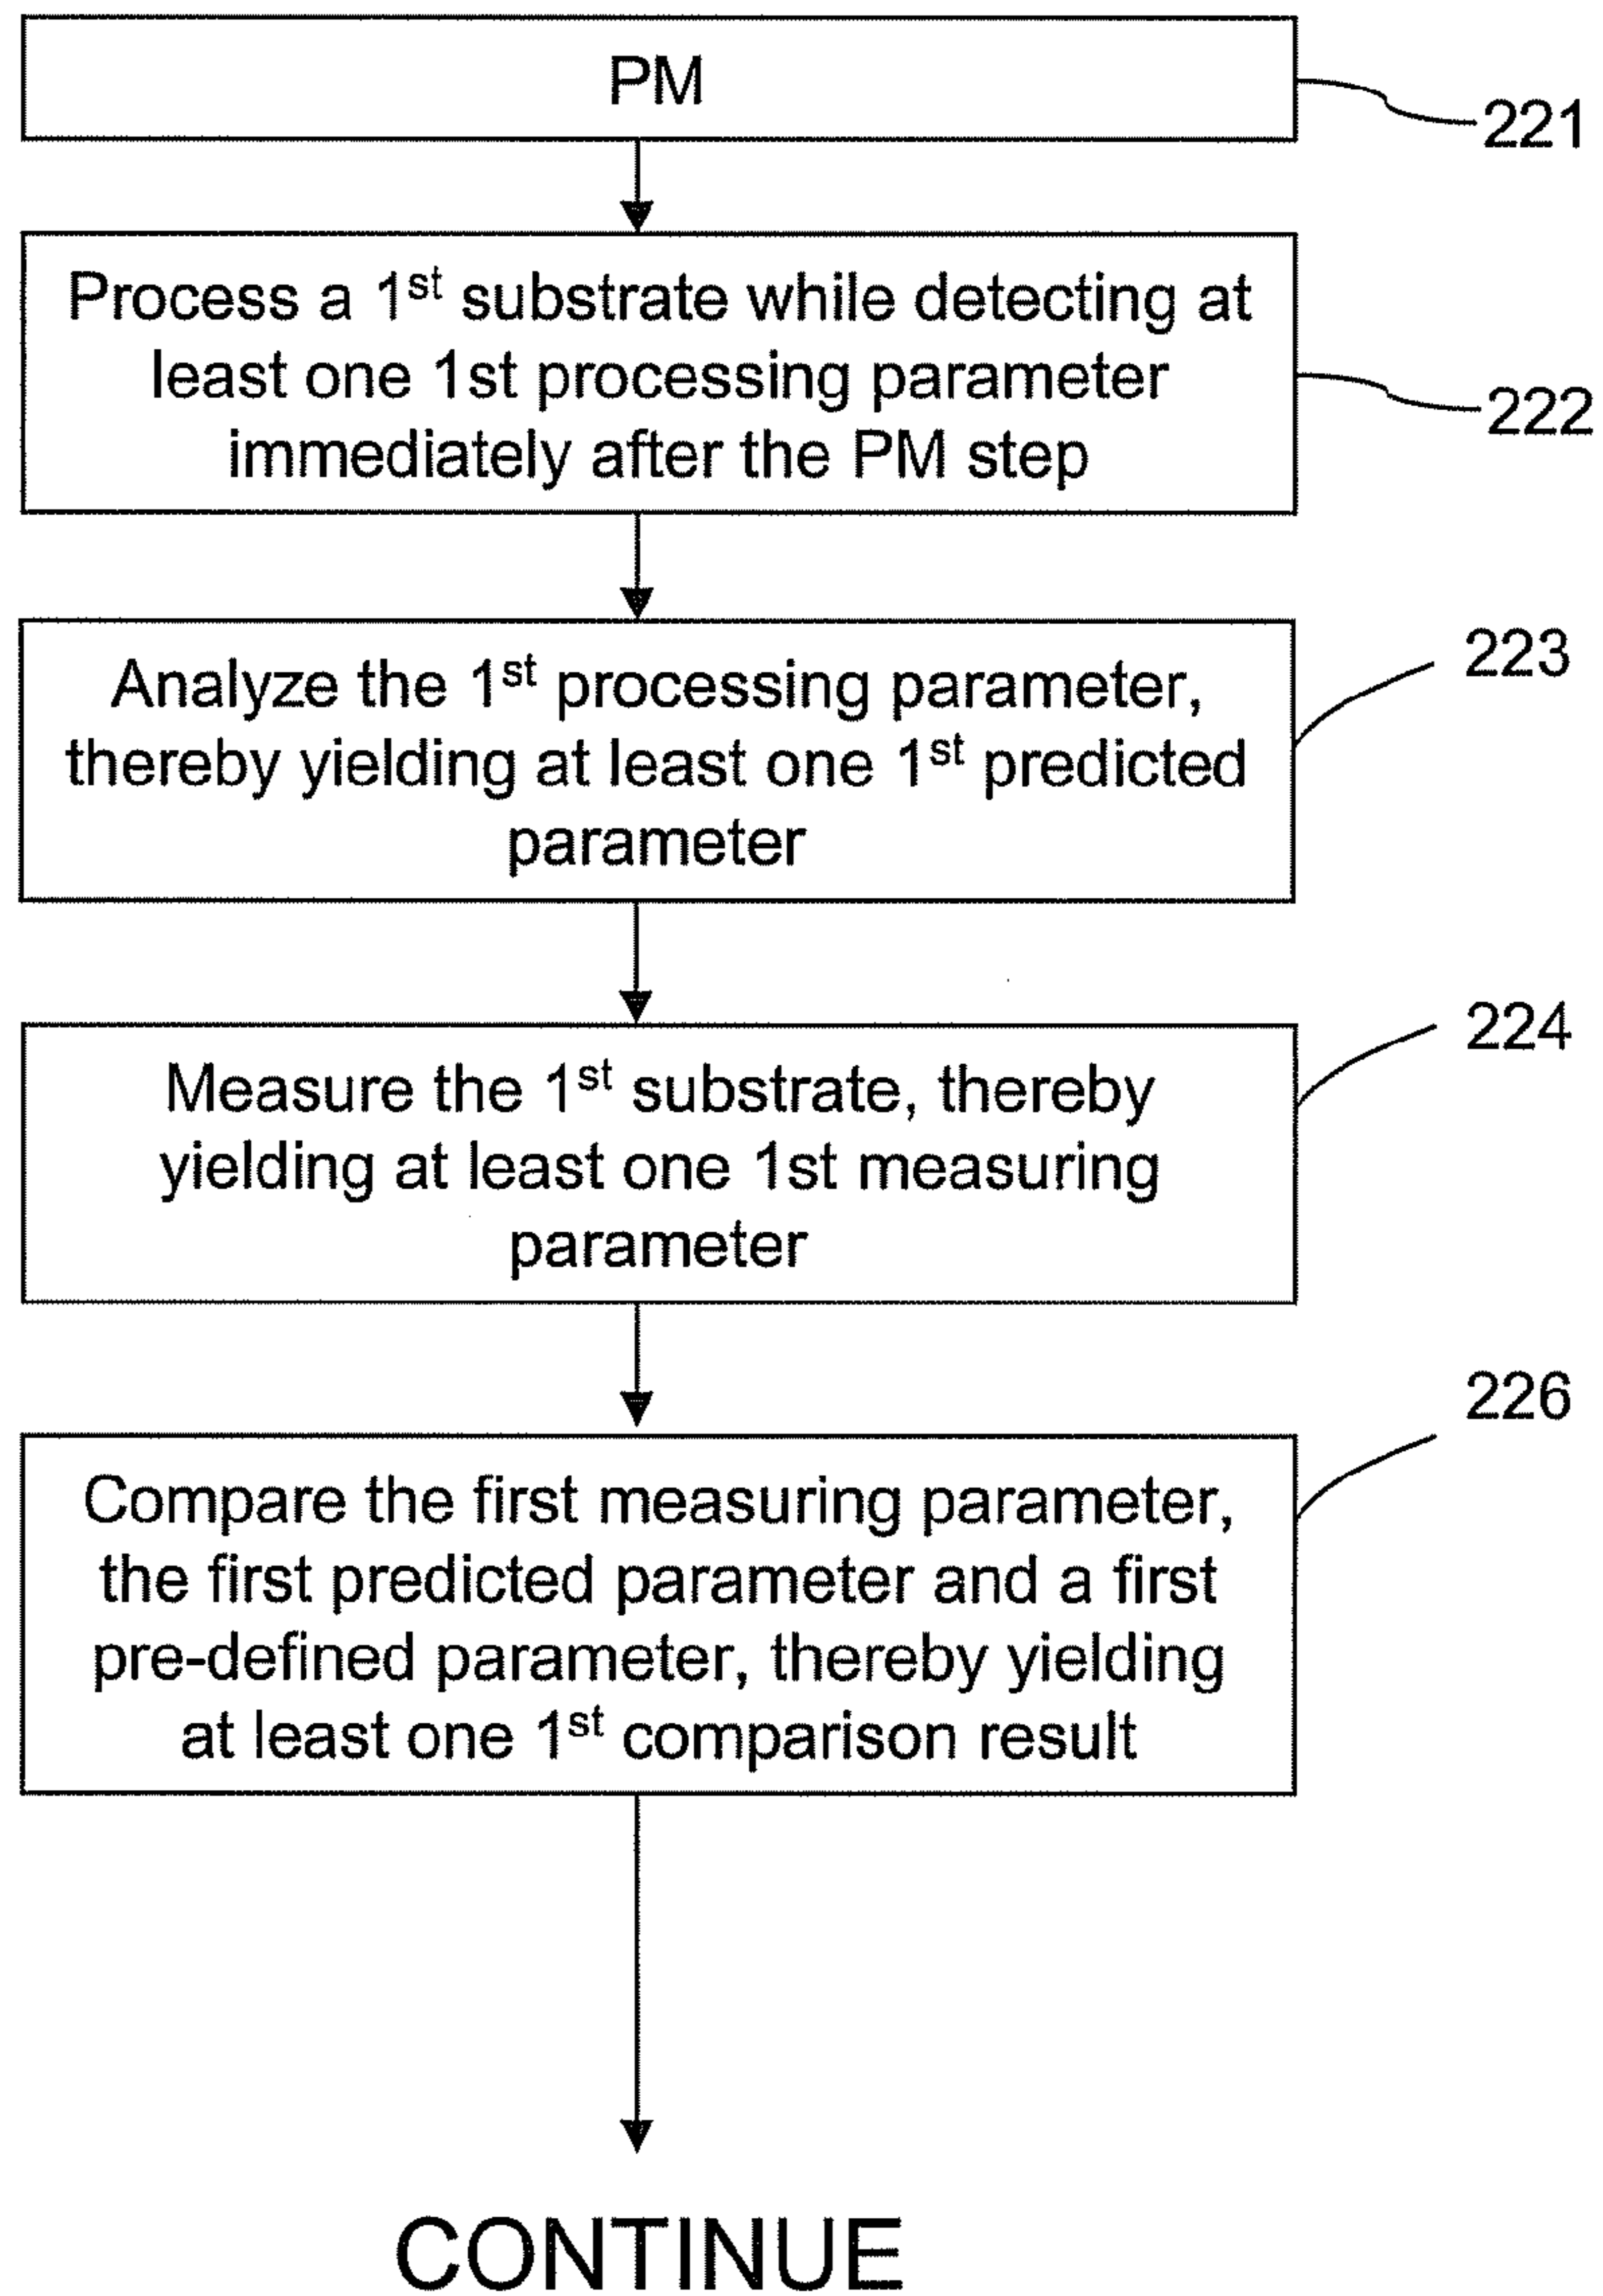 PM
221
Process a 1st substrate while detecting at
least one 1st processing parameter
immediately after the PM step
222
Analyze the 1st processing parameter,
thereby yielding at least one 1st predicted
parameter
223
Measure the 1st substrate, thereby
yielding at least one 1st measuring
parameter
224
Compare the first measuring parameter,
the first predicted parameter and a first
pre-defined parameter, thereby yielding
at least one 1st comparison result
226
CONTINUE